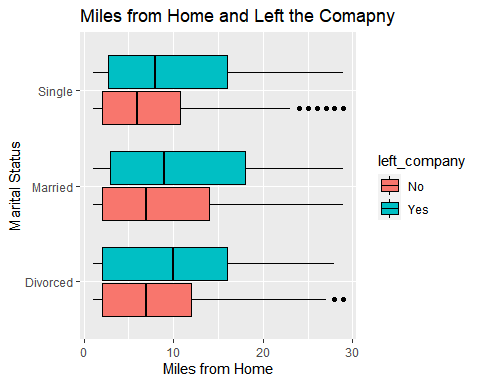 Miles from Home and Left the Comapny
Single
Married
Divorced
Marital Status
0
10
20
30
Miles from Home
left_company
No
Yes